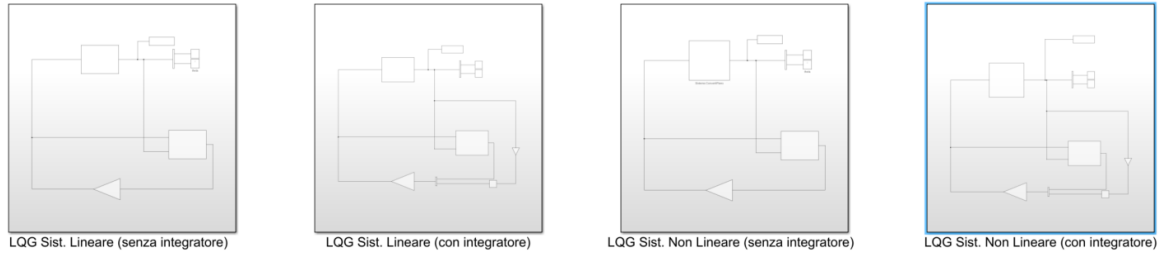 LQG Sist. Lineare (senza integratore)
LQG Sist. Lineare (con integratore)
LQG Sist. Non Lineare (senza integratore)
LQG Sist. Non Lineare (con integratore)